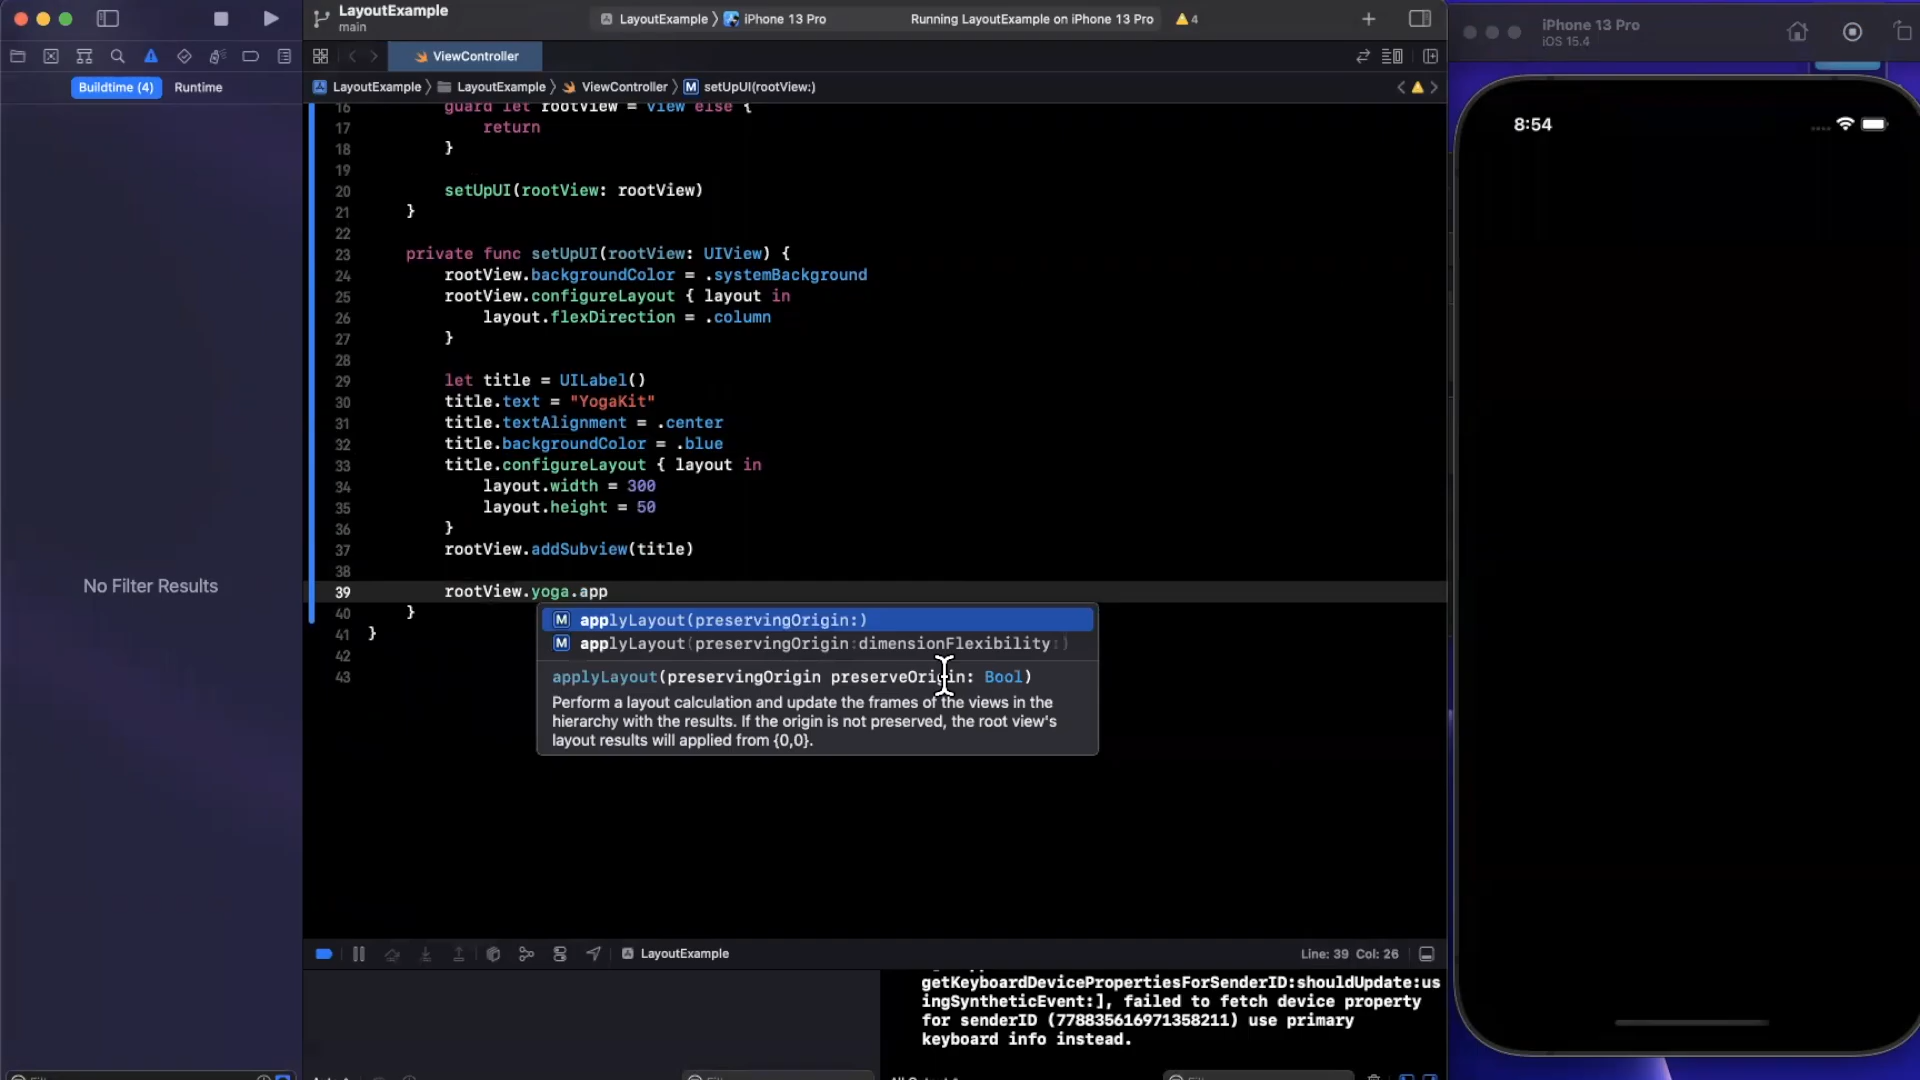 LayoutExample
main
LayoutExample 〉 iPhone 13 Pro
Running LayoutExample on iPhone 13 Pro
4
iPhone 13 Pro
iOS 15.4
ViewController
Buildtime (4)
Runtime
LayoutExample 〉 LayoutExample 〉 ViewController 〉 M setUpUI(rootView:)
16 guard let rootView = view else {
17 return
18 }
19
20 setUpUI(rootView: rootView)
21 }
22
23 private func setUpUI(rootView: UIView) {
24 rootView.backgroundColor = .systemBackground
25 rootView.configureLayout { layout in
26 layout.flexDirection = .column
27 }
28
29 let title = UILabel()
30 title.text = "YogaKit"
31 title.textAlignment = .center
32 title.backgroundColor = .blue
33 title.configureLayout { layout in
34 layout.width = 300
35 layout.height = 50
36 }
37 rootView.addSubview(title)
38
39 rootView.yoga.app
40 }
41 }
42
43
M applyLayout(preservingOrigin:)
M applyLayout(preservingOrigin:dimensionFlexibility:)
applyLayout(preservingOrigin preserveOrigin: Bool)
Perform a layout calculation and update the frames of the views in the
hierarchy with the results. If the origin is not preserved, the root view's
layout results will applied from {0,0}.
No Filter Results
8:54
LayoutExample
Line: 39 Col: 26
getKeyboardDevicePropertiesForSenderID:shouldUpdate:us
ingSyntheticEvent:], failed to fetch device property
for senderID (778835616971358211) use primary
keyboard info instead.